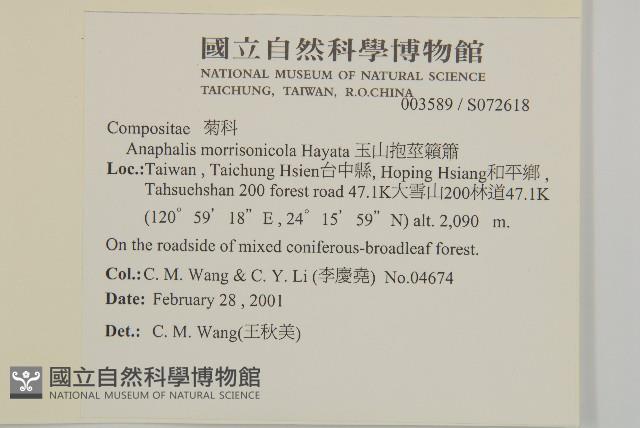 國立自然科學博物館
NATIONAL MUSEUM OF NATURAL SCIENCE
TAICHUNG, TAIWAN, R.O.CHINA
003589 / S072618
Compositae 菊科
Anaphalis morrisonicola Hayata 玉山抱莖籟簫
Loc.:Taiwan , Taichung Hsien台中縣, Hoping Hsiang和平鄉 ,
Tahsuehshan 200 forest road 47.1K大雪山200林道47.1K
(120° 59' 18" E , 24° 15' 59" N) alt. 2,090 m.
On the roadside of mixed coniferous-broadleaf forest.
Col.: C. M. Wang & C. Y. Li (李慶堯) No.04674
Date: February 28 , 2001
Det.: C. M. Wang(王秋美)
國立自然科學博物館
NATIONAL MUSEUM OF NATURAL SCIENCE